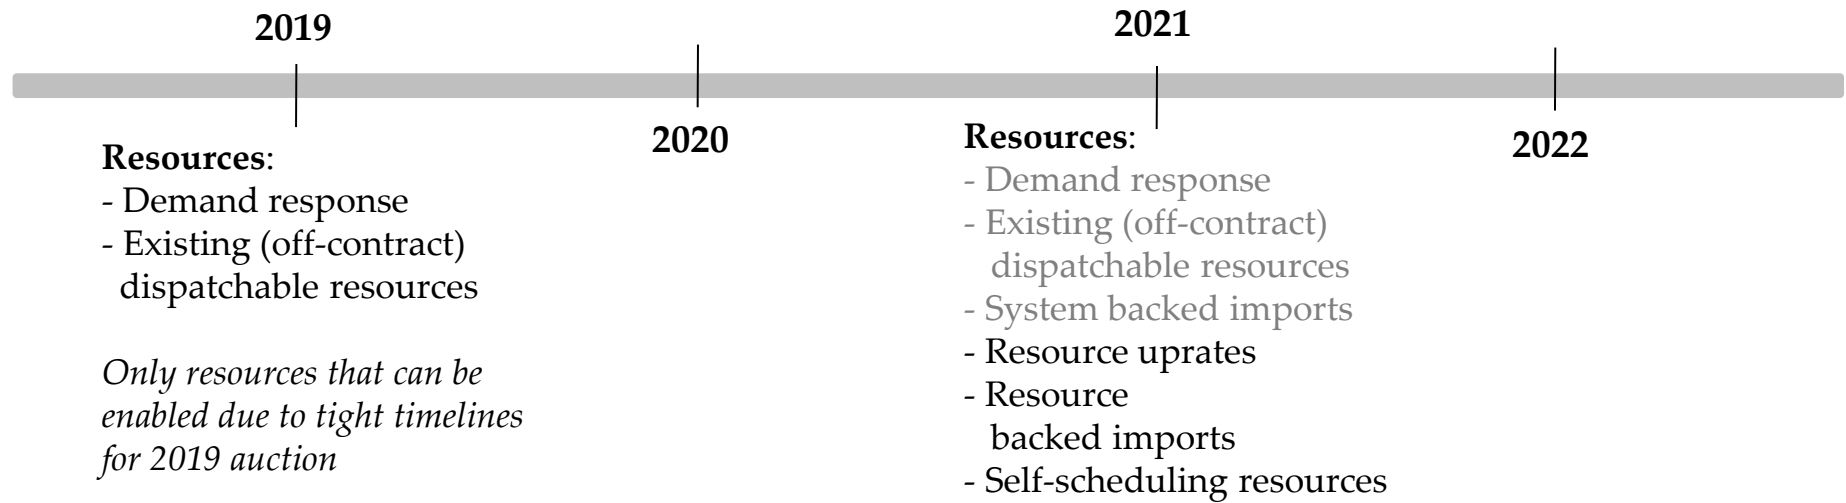 2019
Resources:
- Demand response
- Existing (off-contract)
dispatchable resources
Only resources that can be
enabled due to tight timelines
for 2019 auction
2020
2021
Resources:
- Demand response
- Existing (off-contract)
dispatchable resources
- System backed imports
- Resource uprates
- Resource
backed imports
- Self-scheduling resources
2022